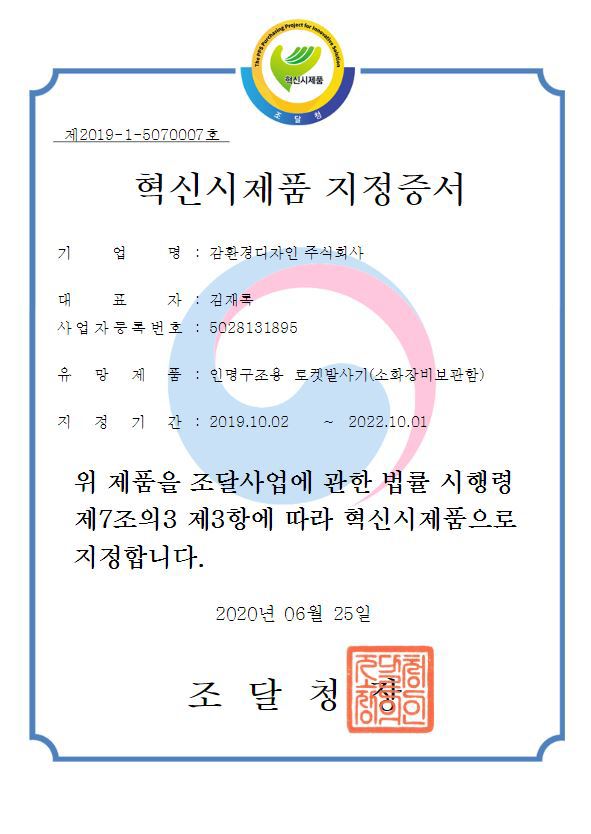 The PPS Purchasing Project for Innovative Solution
혁신시제품
조달청
제2019-1-5070007호
혁신시제품 지정증서
기 업 명 : 감환경디자인 주식회사
대 표 자 : 김재록
사업자등록번호 : 5028131895
유 망 제 품 : 인명구조용 로켓발사기(소화장비보관함)
지 정 기 간 : 2019.10.02 ~ 2022.10.01
위 제품을 조달사업에 관한 법률 시행령
제7조의3 제3항에 따라 혁신시제품으로
지정합니다.
2020년 06월 25일
조 달 청 장